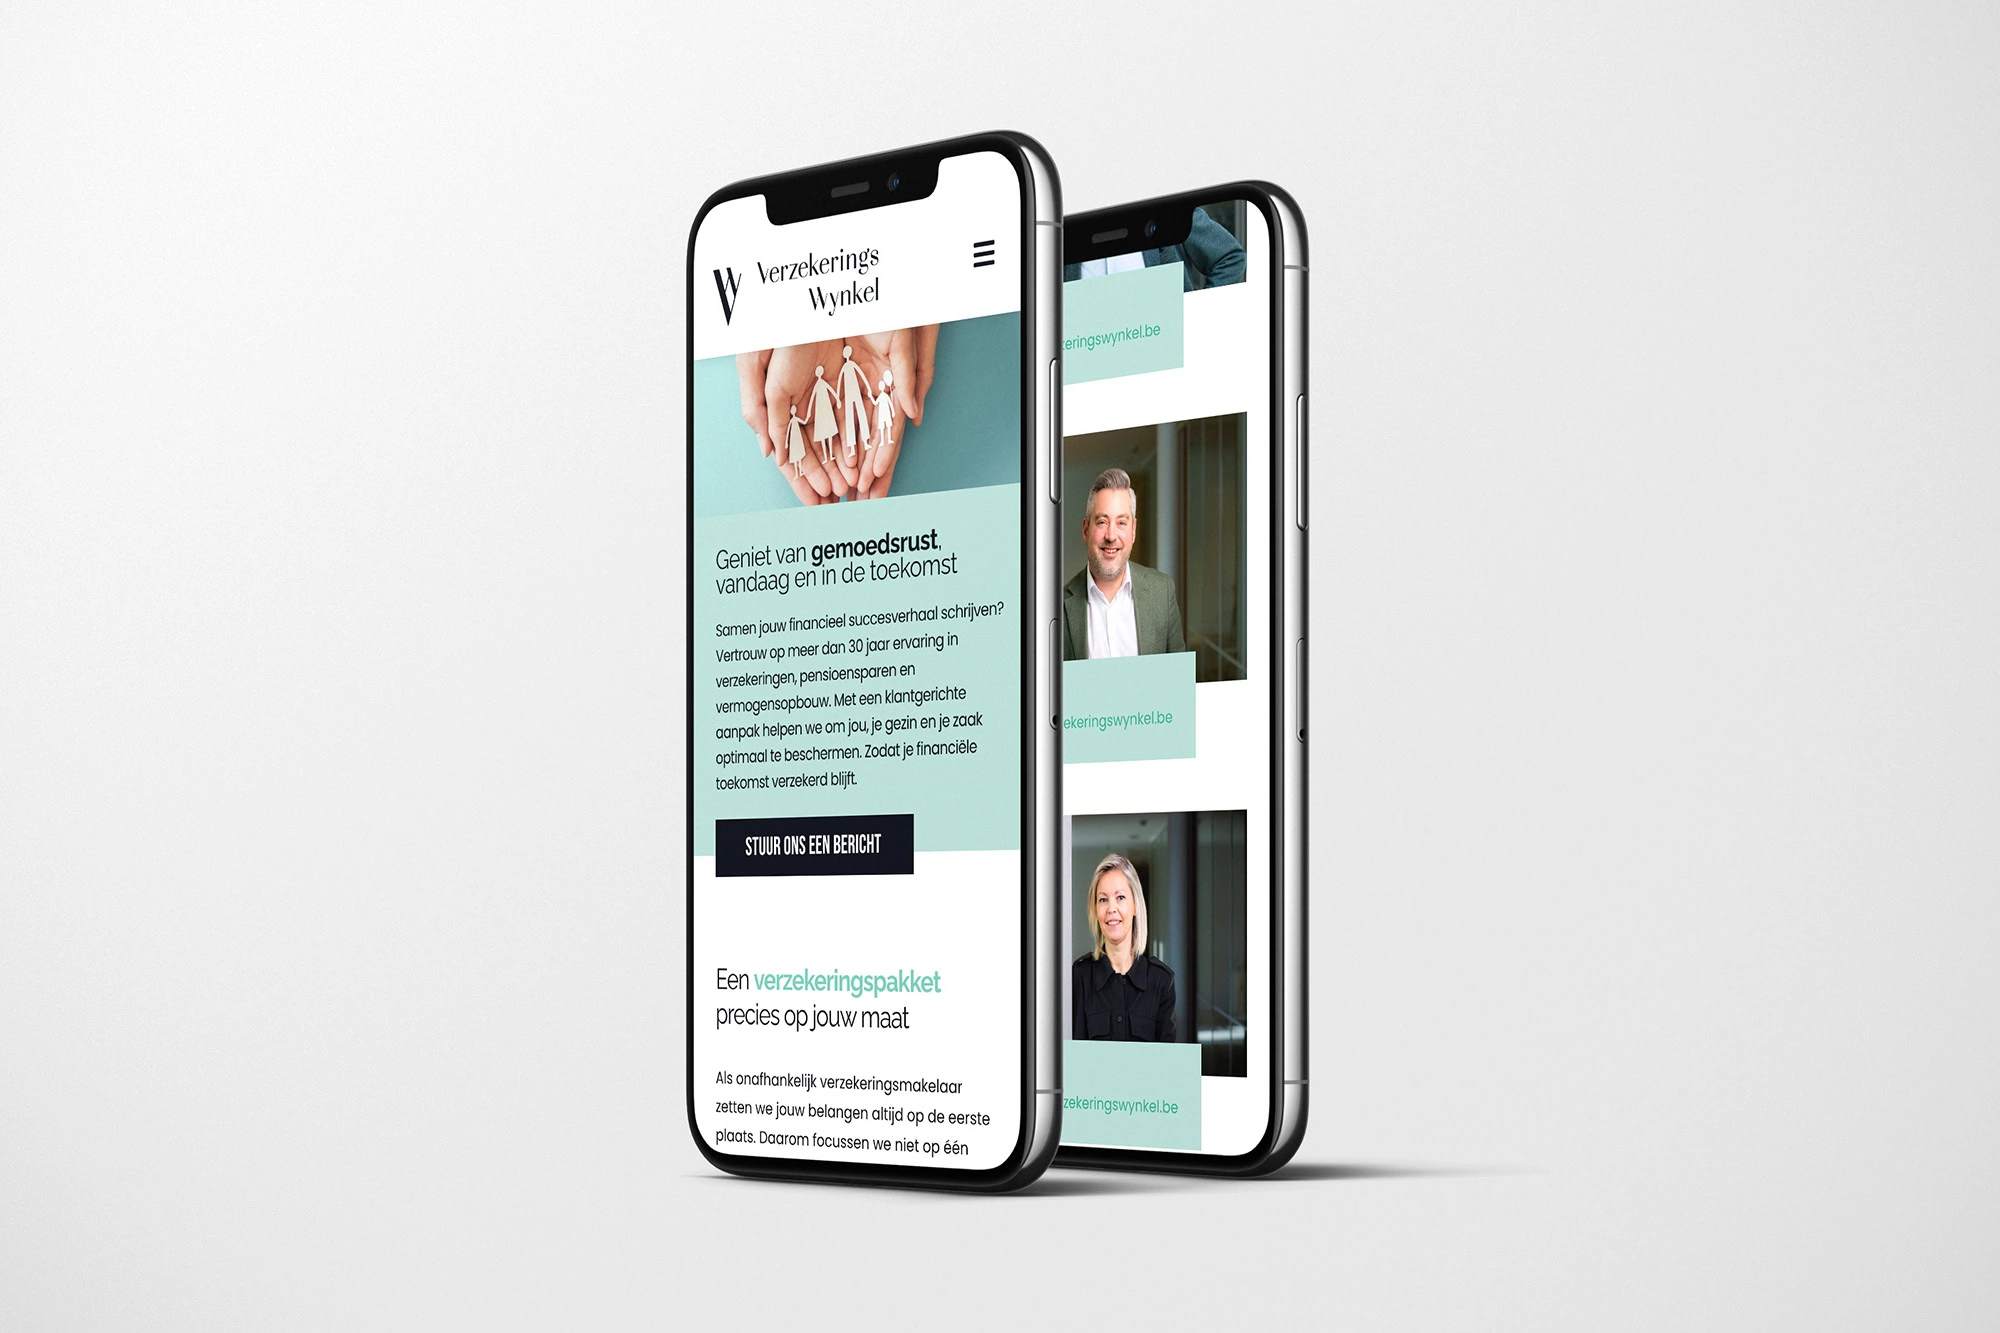 Verzekerings
Wynkel
Geniet van gemoedsrust,
vandaag en in de toekomst
Samen jouw financieel succesverhaal schrijven?
Vertrouw op meer dan 30 jaar ervaring in
verzekeringen, pensioensparen en
vermogensopbouw. Met een klantgerichte
aanpak helpen we om jou, je gezin en je zaak
optimaal te beschermen. Zodat je financiële
toekomst verzekerd blijft.
STUUR ONS EEN BERICHT
Een verzekeringspakket
precies op jouw maat
Als onafhankelijk verzekeringsmakelaar
zetten we jouw belangen altijd op de eerste
plaats. Daarom focussen we niet op één
keringswynkel.be
ekeringswynkel.be
zekeringswynkel.be